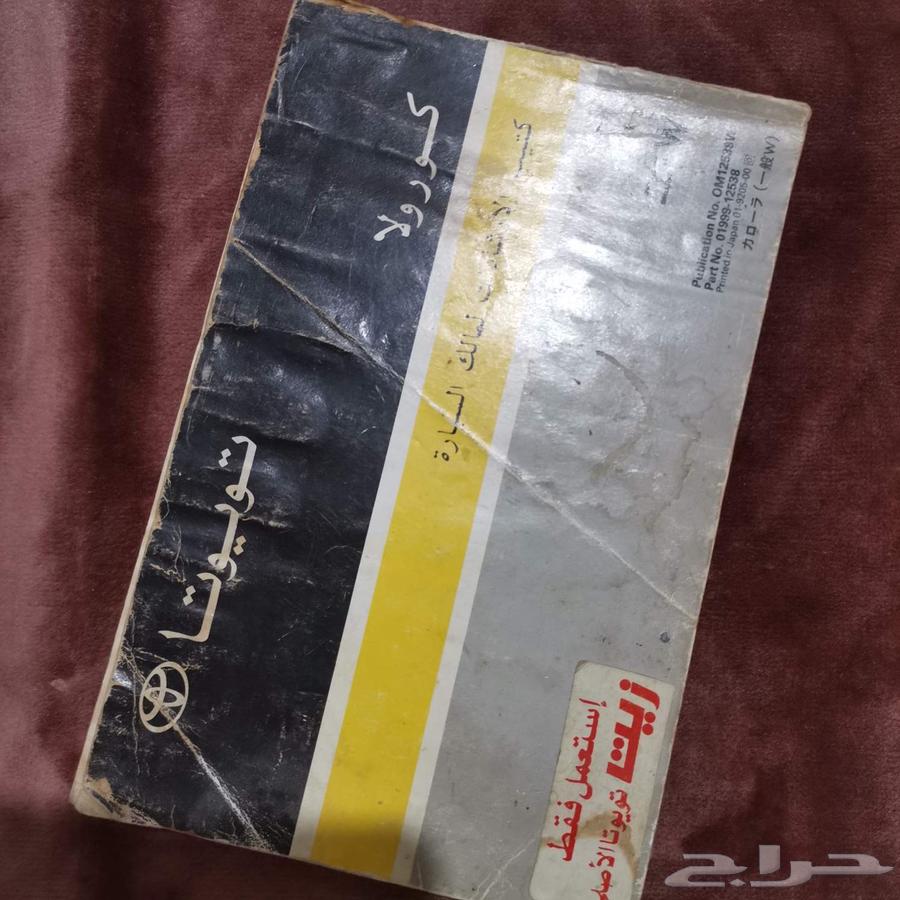 كورولا
تويوتا
كتيب الارشادات لمالك السيارة
Publication No. OM12538W
Part No. 01999-12538
Printed in Japan 01-9205-00
カローラ (一般W)
إستعمل فقط
زيت
تويوتا الأصلي
حراج